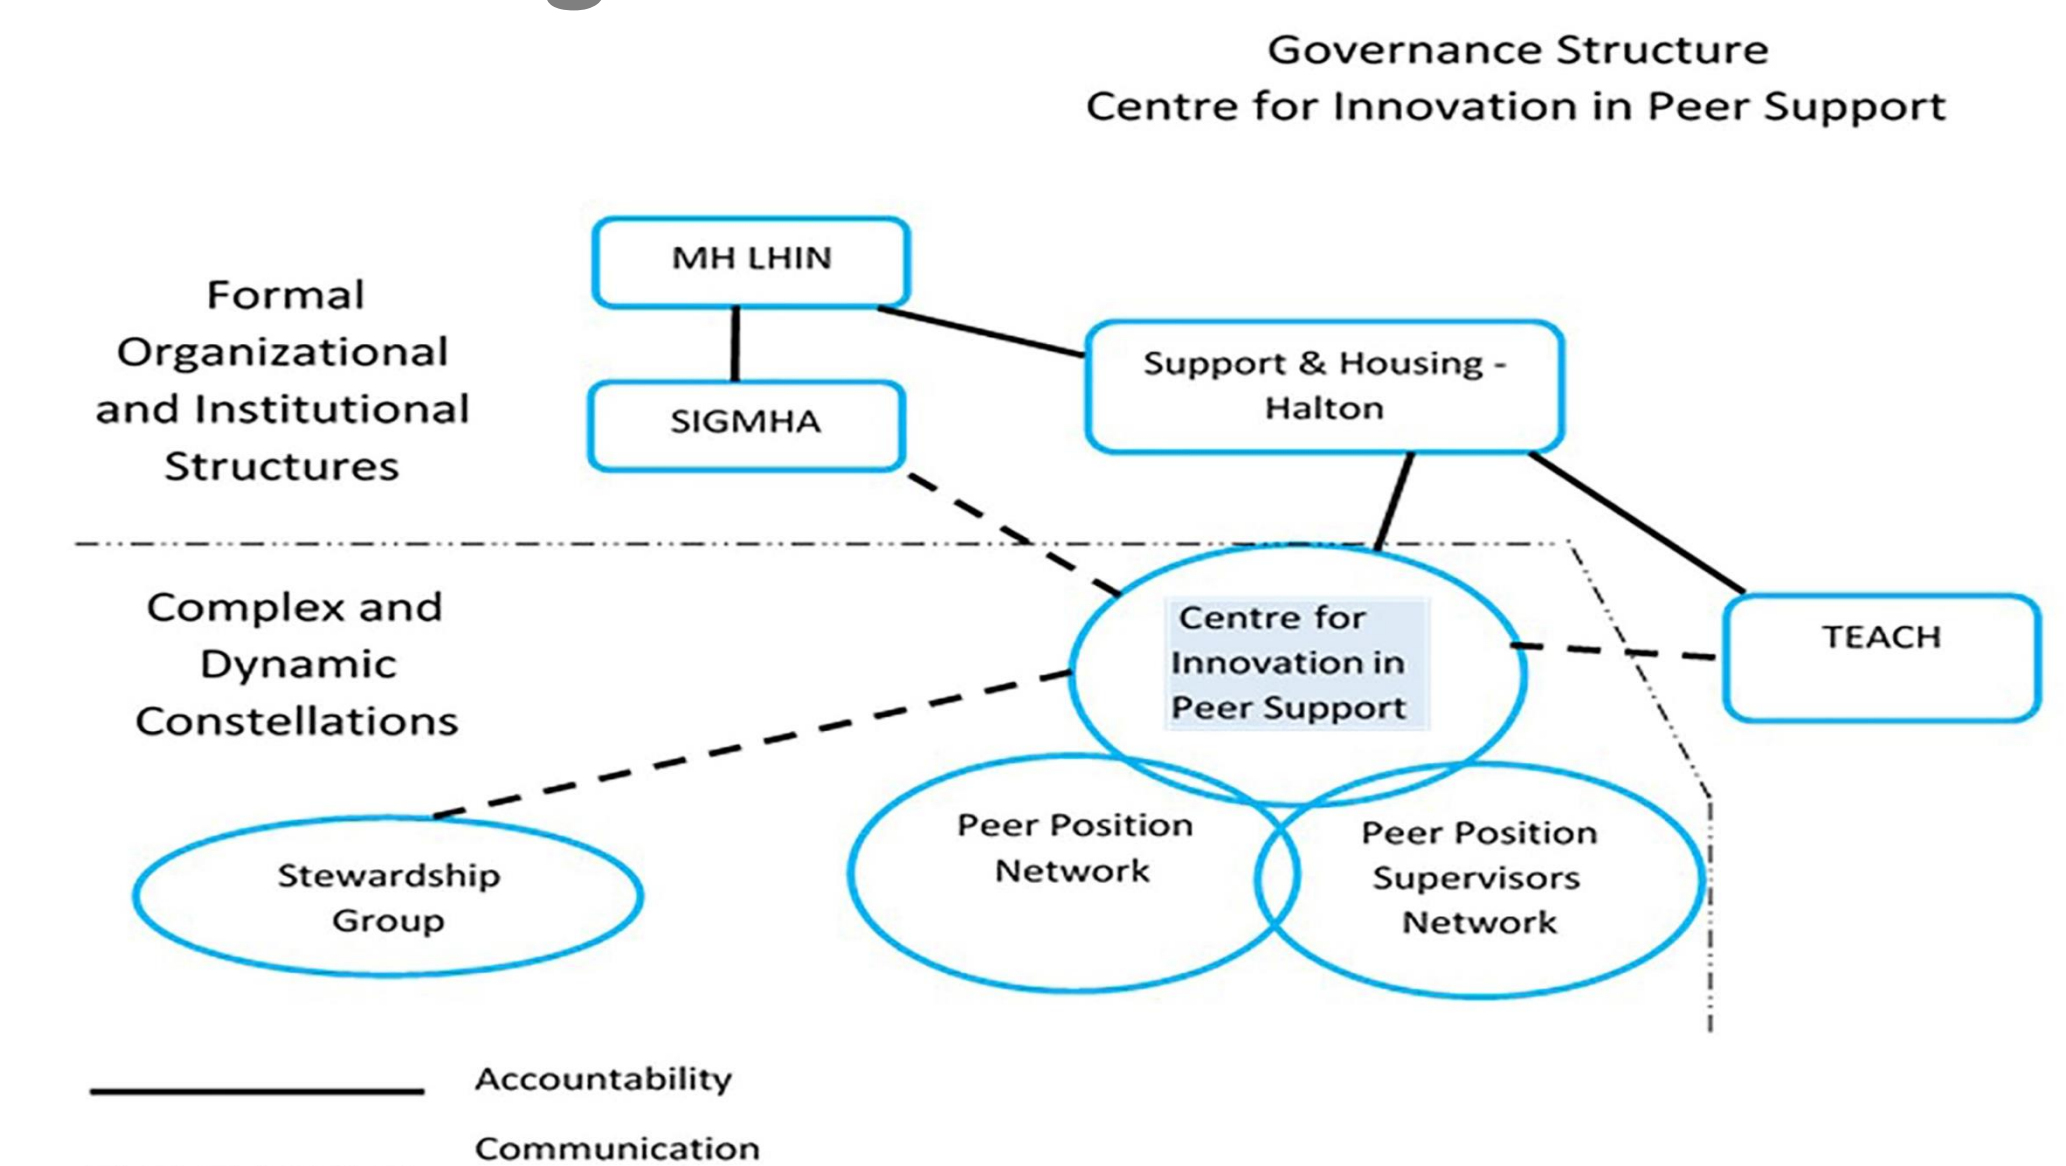 Governance Structure
Centre for Innovation in Peer Support
MH LHIN
Formal
Organizational
and Institutional
Structures
Support & Housing -
Halton
SIGMHA
Complex and
Dynamic
Constellations
Centre for
Innovation in
Peer Support
TEACH
Stewardship
Group
Peer Position
Network
Peer Position
Supervisors
Network
Accountability
Communication